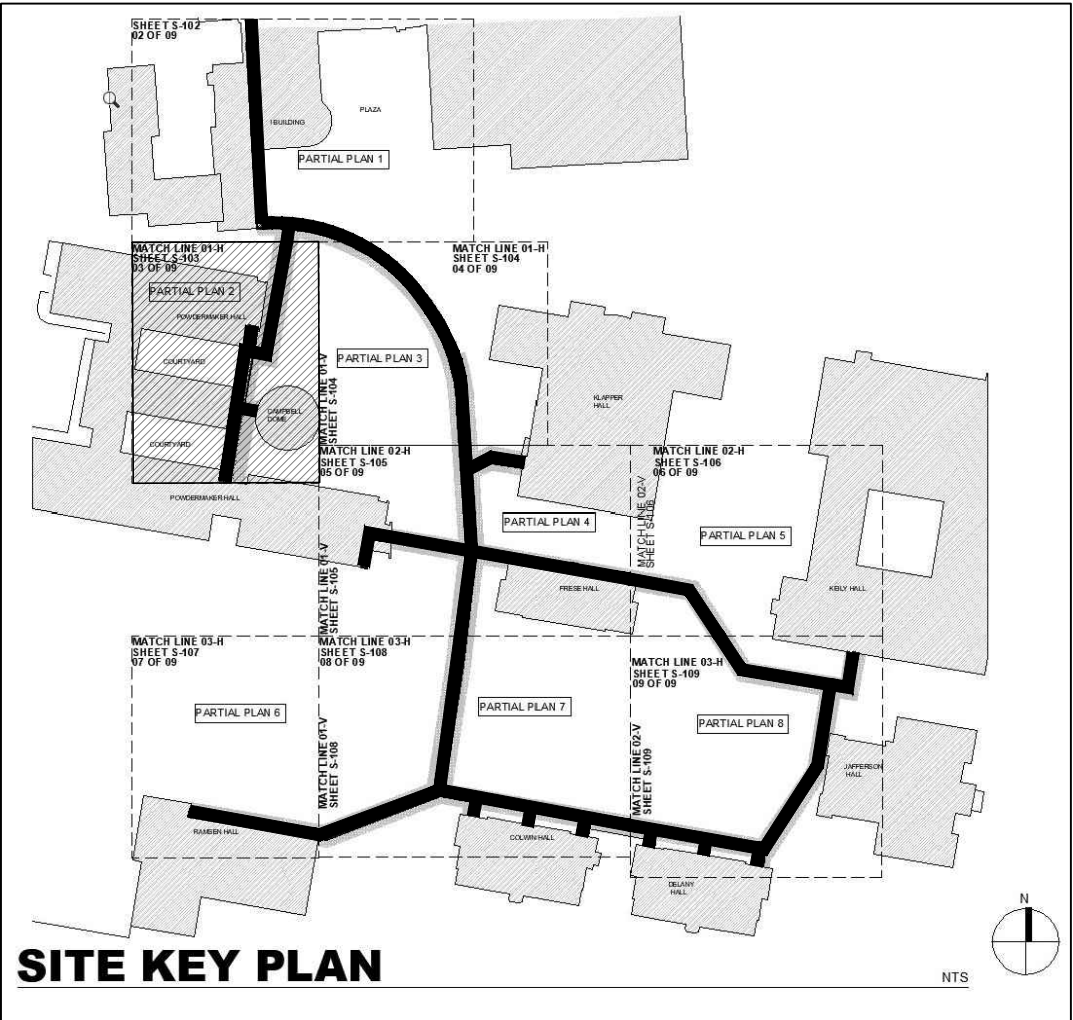 SHEET S-102
02 OF 09
I BUILDING
PLAZA
PARTIAL PLAN 1
MATCH LINE 01-H
SHEET S-103
03 OF 09
MATCH LINE 01-H
SHEET S-104
04 OF 09
PARTIAL PLAN 2
POWDERMAKER HALL
COURTYARD
PARTIAL PLAN 3
MATCH LINE 01-V
SHEET S-104
KLAPPER
HALL
CAMPBELL
DOME
COURTYARD
MATCH LINE 02-H
SHEET S-105
05 OF 09
MATCH LINE 02-H
SHEET S-106
06 OF 09
POWDERMAKER HALL
MATCH LINE 02-V
SHEET S-106
PARTIAL PLAN 4
PARTIAL PLAN 5
MATCH LINE 01-V
SHEET S-105
FRESE HALL
KEILY HALL
MATCH LINE 03-H
SHEET S-107
07 OF 09
MATCH LINE 03-H
SHEET S-108
08 OF 09
MATCH LINE 03-H
SHEET S-109
09 OF 09
PARTIAL PLAN 6
PARTIAL PLAN 7
PARTIAL PLAN 8
MATCH LINE 01-V
SHEET S-108
MATCH LINE 02-V
SHEET S-109
JAFFERSON
HALL
RAMSEN HALL
COLWIN HALL
DELANY
HALL
N
SITE KEY PLAN
NTS